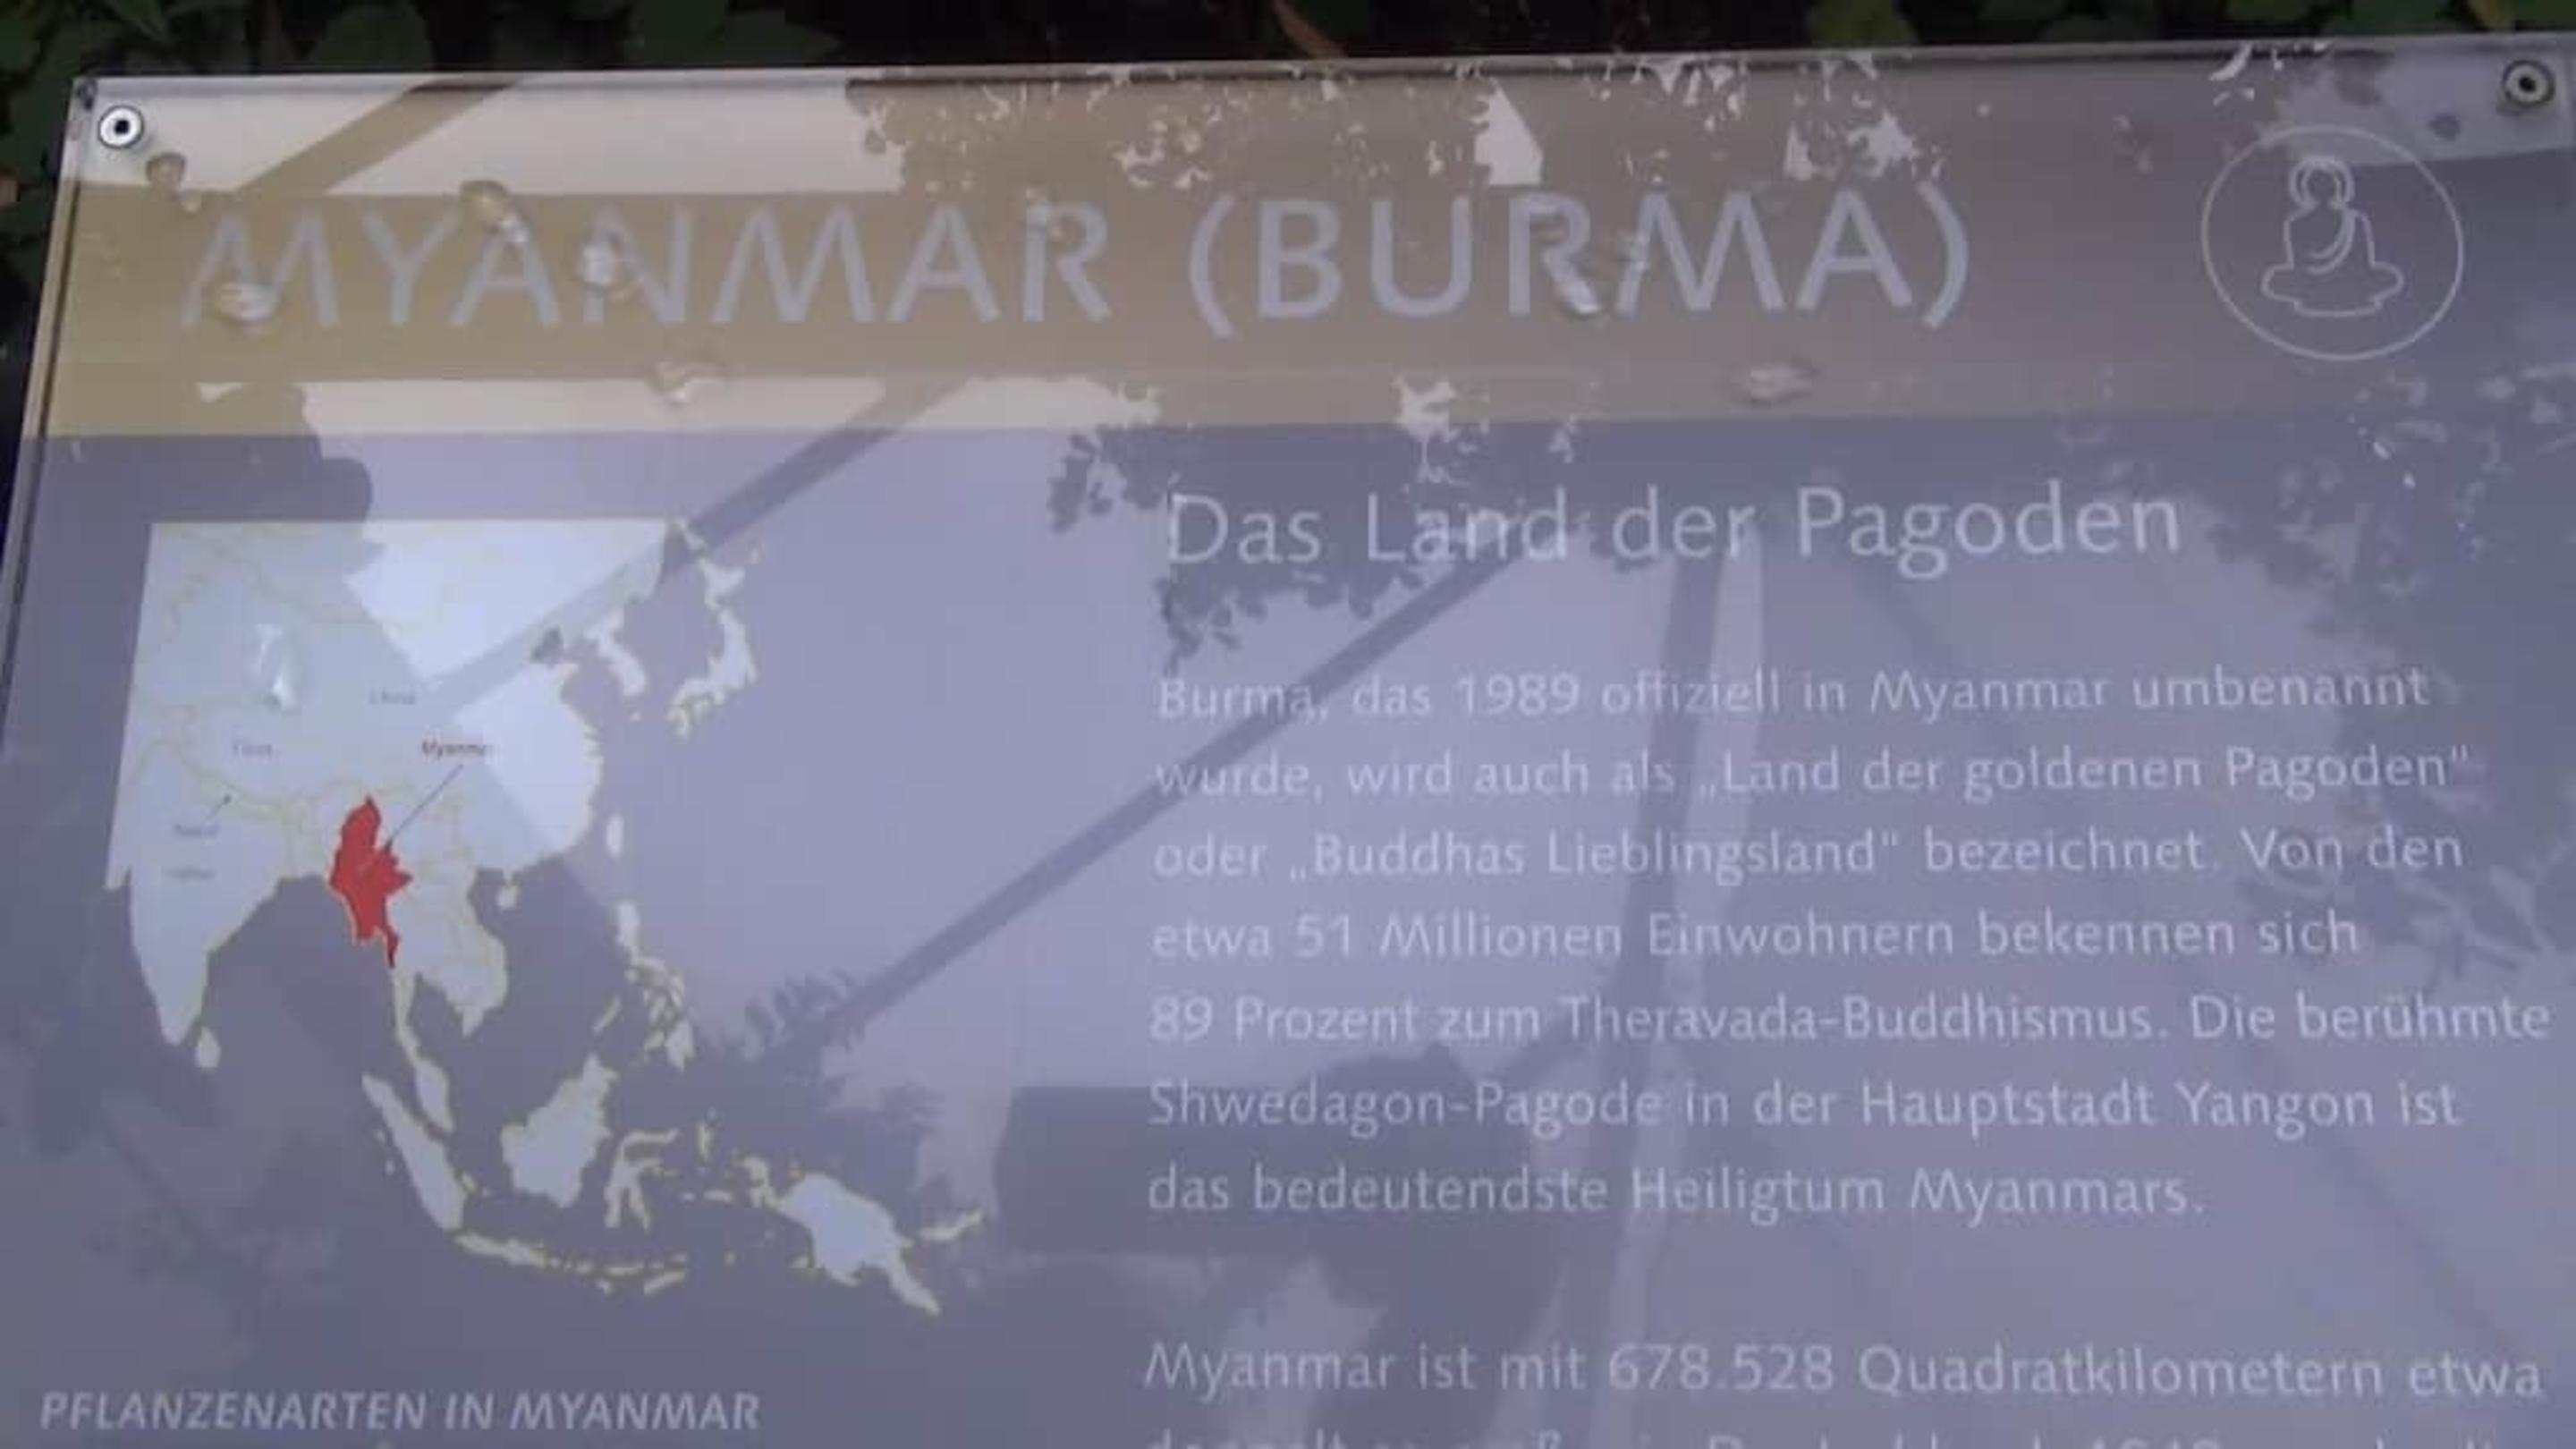 MYANMAR (BURMA)
Das Land der Pagoden
Burma, das 1989 offiziell in Myanmar umbenannt
wurde, wird auch als „Land der goldenen Pagoden“
oder „Buddhas Lieblingsland“ bezeichnet. Von den
etwa 51 Millionen Einwohnern bekennen sich
89 Prozent zum Theravada-Buddhismus. Die berühmte
Shwedagon-Pagode in der Hauptstadt Yangon ist
das bedeutendste Heiligtum Myanmars.
Myanmar ist mit 678.528 Quadratkilometern etwa
China
Tibet
Myanmar
PFLANZENARTEN IN MYANMAR